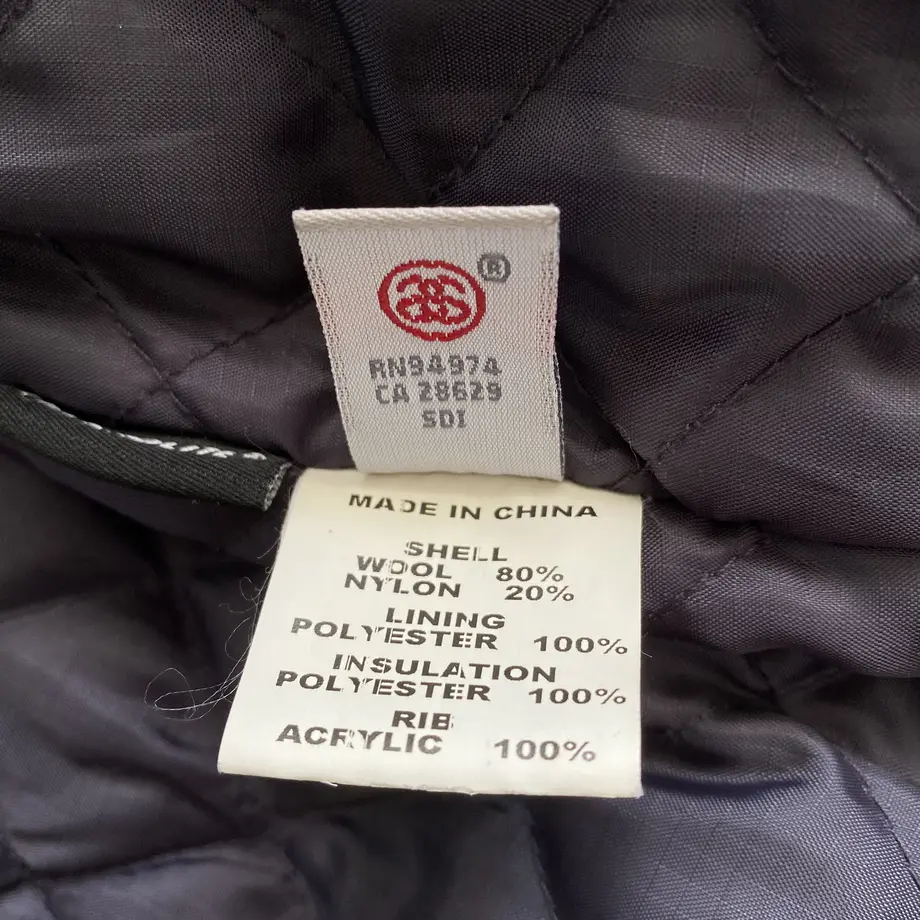 ®
RN94974
CA 28629
SDI
MADE IN CHINA
SHELL
WOOL 80%
NYLON 20%
LINING
POLYESTER 100%
INSULATION
POLYESTER 100%
RIB
ACRYLIC 100%